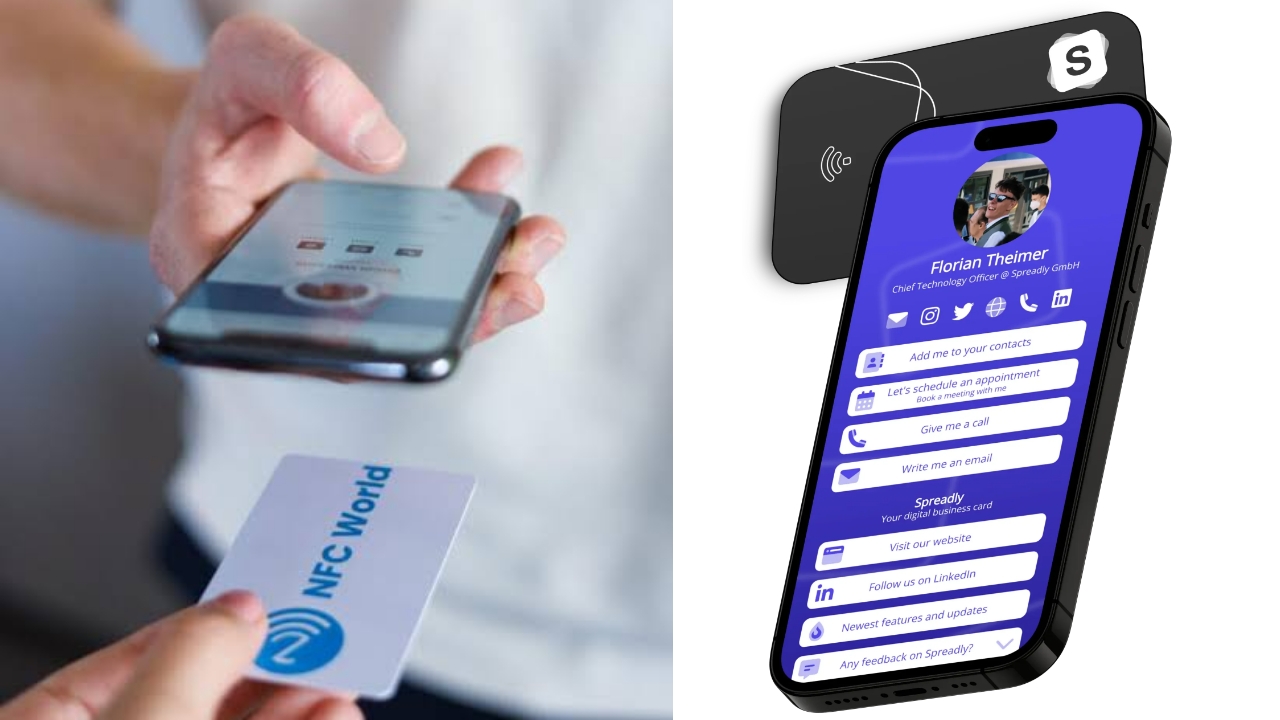 NFC World
S
Florian Theimer
Chief Technology Officer @ Spreadly GmbH
in
Add me to your contacts
Let's schedule an appointment
Book a meeting with me
Give me a call
Write me an email
Spreadly
Your digital business card
Visit our website
in
Follow us on LinkedIn
Newest features and updates
Any feedback on Spreadly?